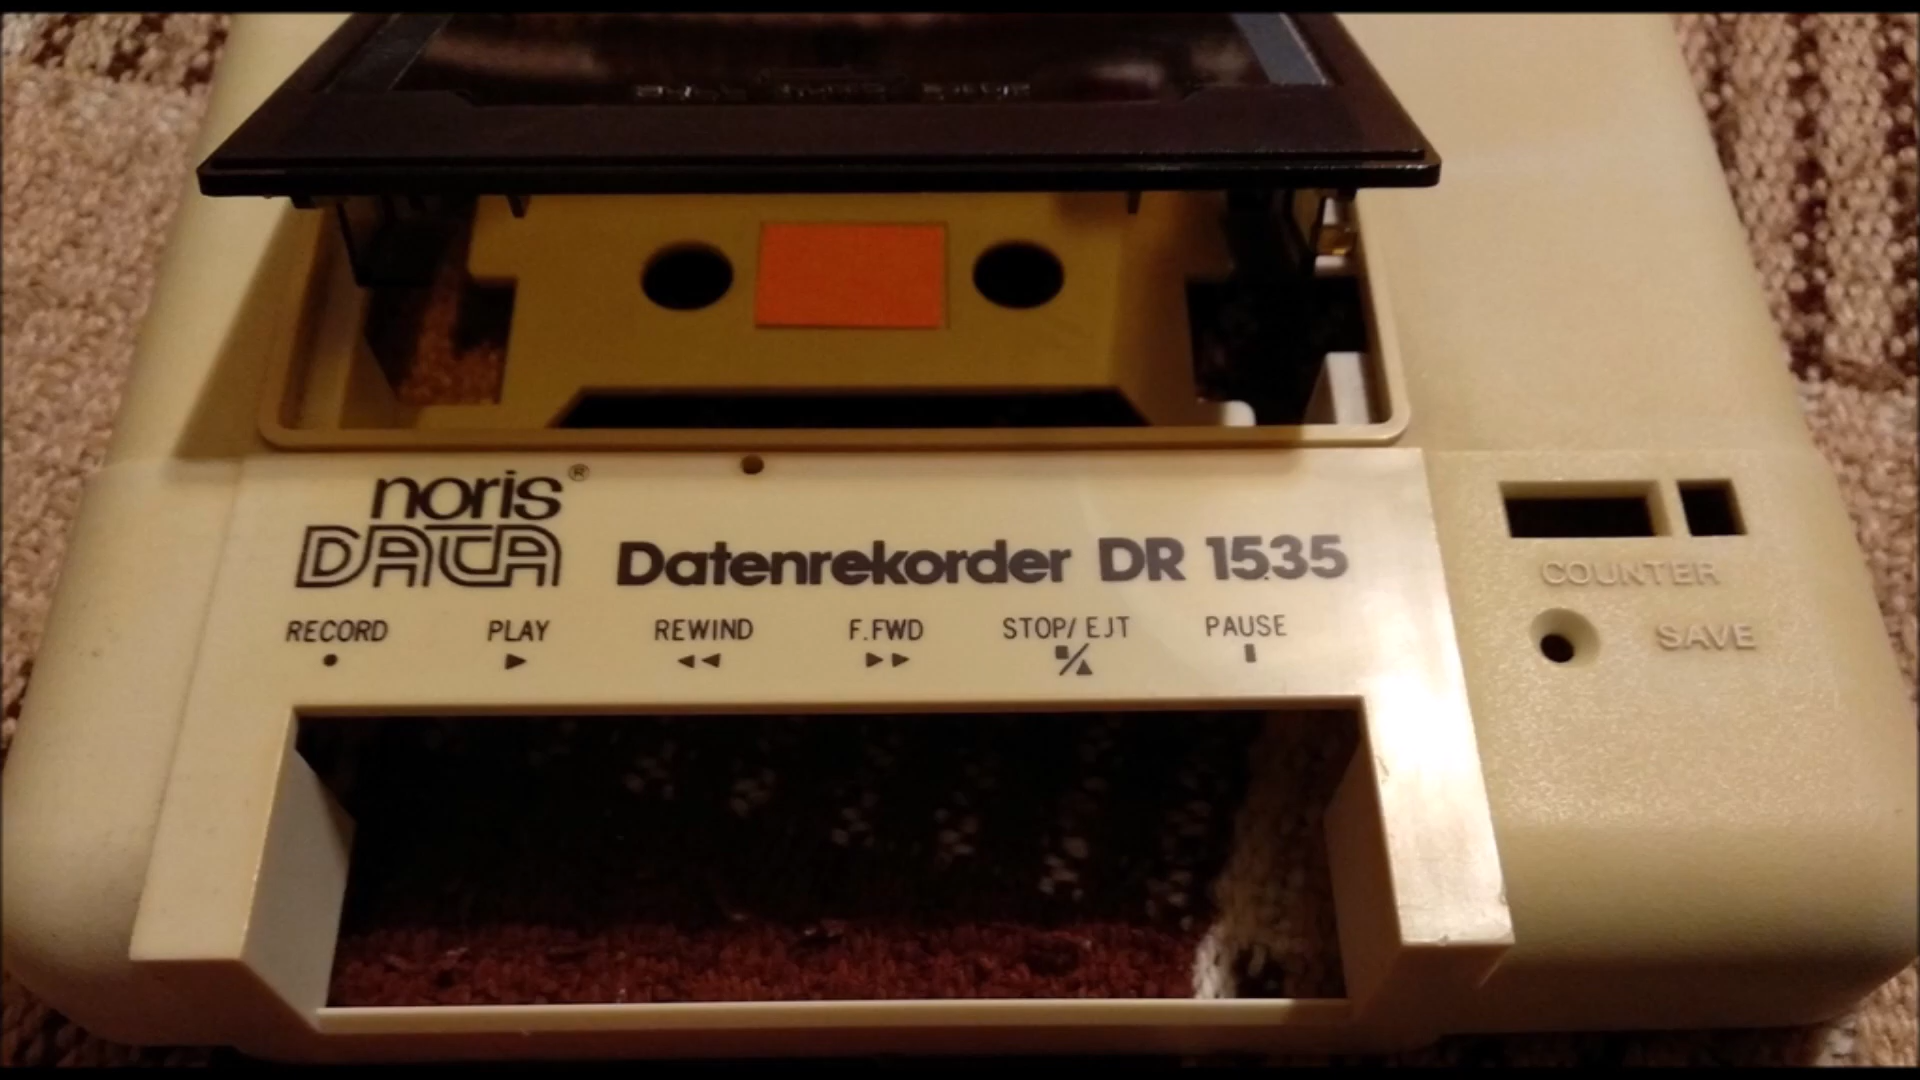 noris®
DATA
Datenrekorder DR 1535
RECORD PLAY REWIND F.FWD STOP/EJT PAUSE
COUNTER
SAVE